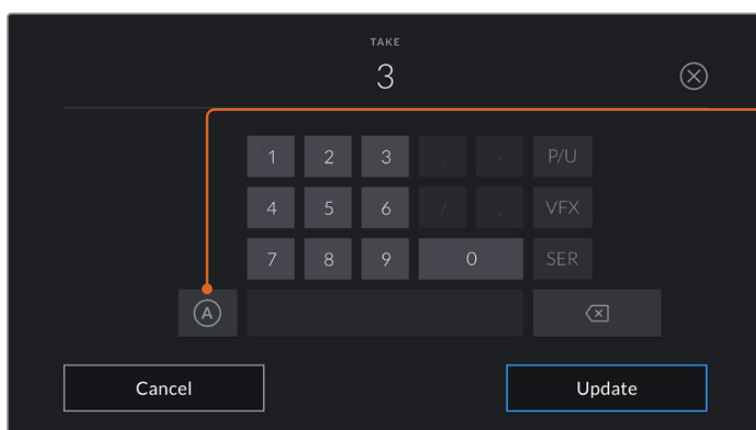 TAKE
3
1 2 3 . - P/U
4 5 6 / , VFX
7 8 9 0 SER
A
Cancel Update